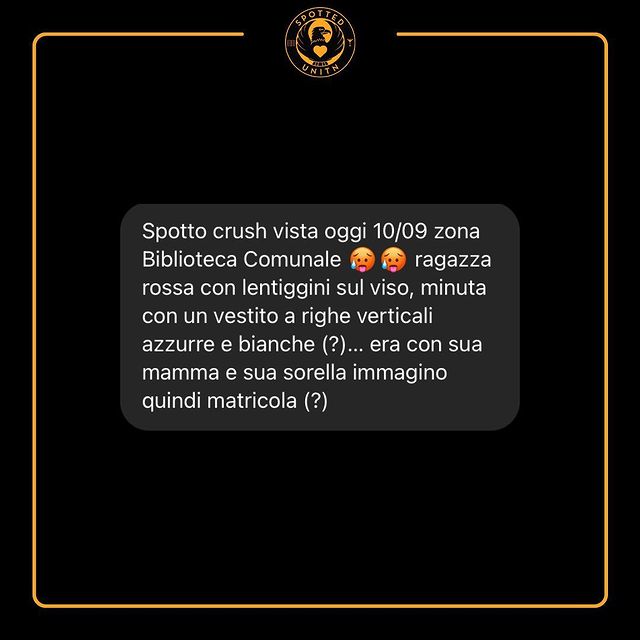 SPOTTED
UNITN
Spotto crush vista oggi 10/09 zona
Biblioteca Comunale 🥵🥵 ragazza
rossa con lentiggini sul viso, minuta
con un vestito a righe verticali
azzurre e bianche (?)... era con sua
mamma e sua sorella immagino
quindi matricola (?)